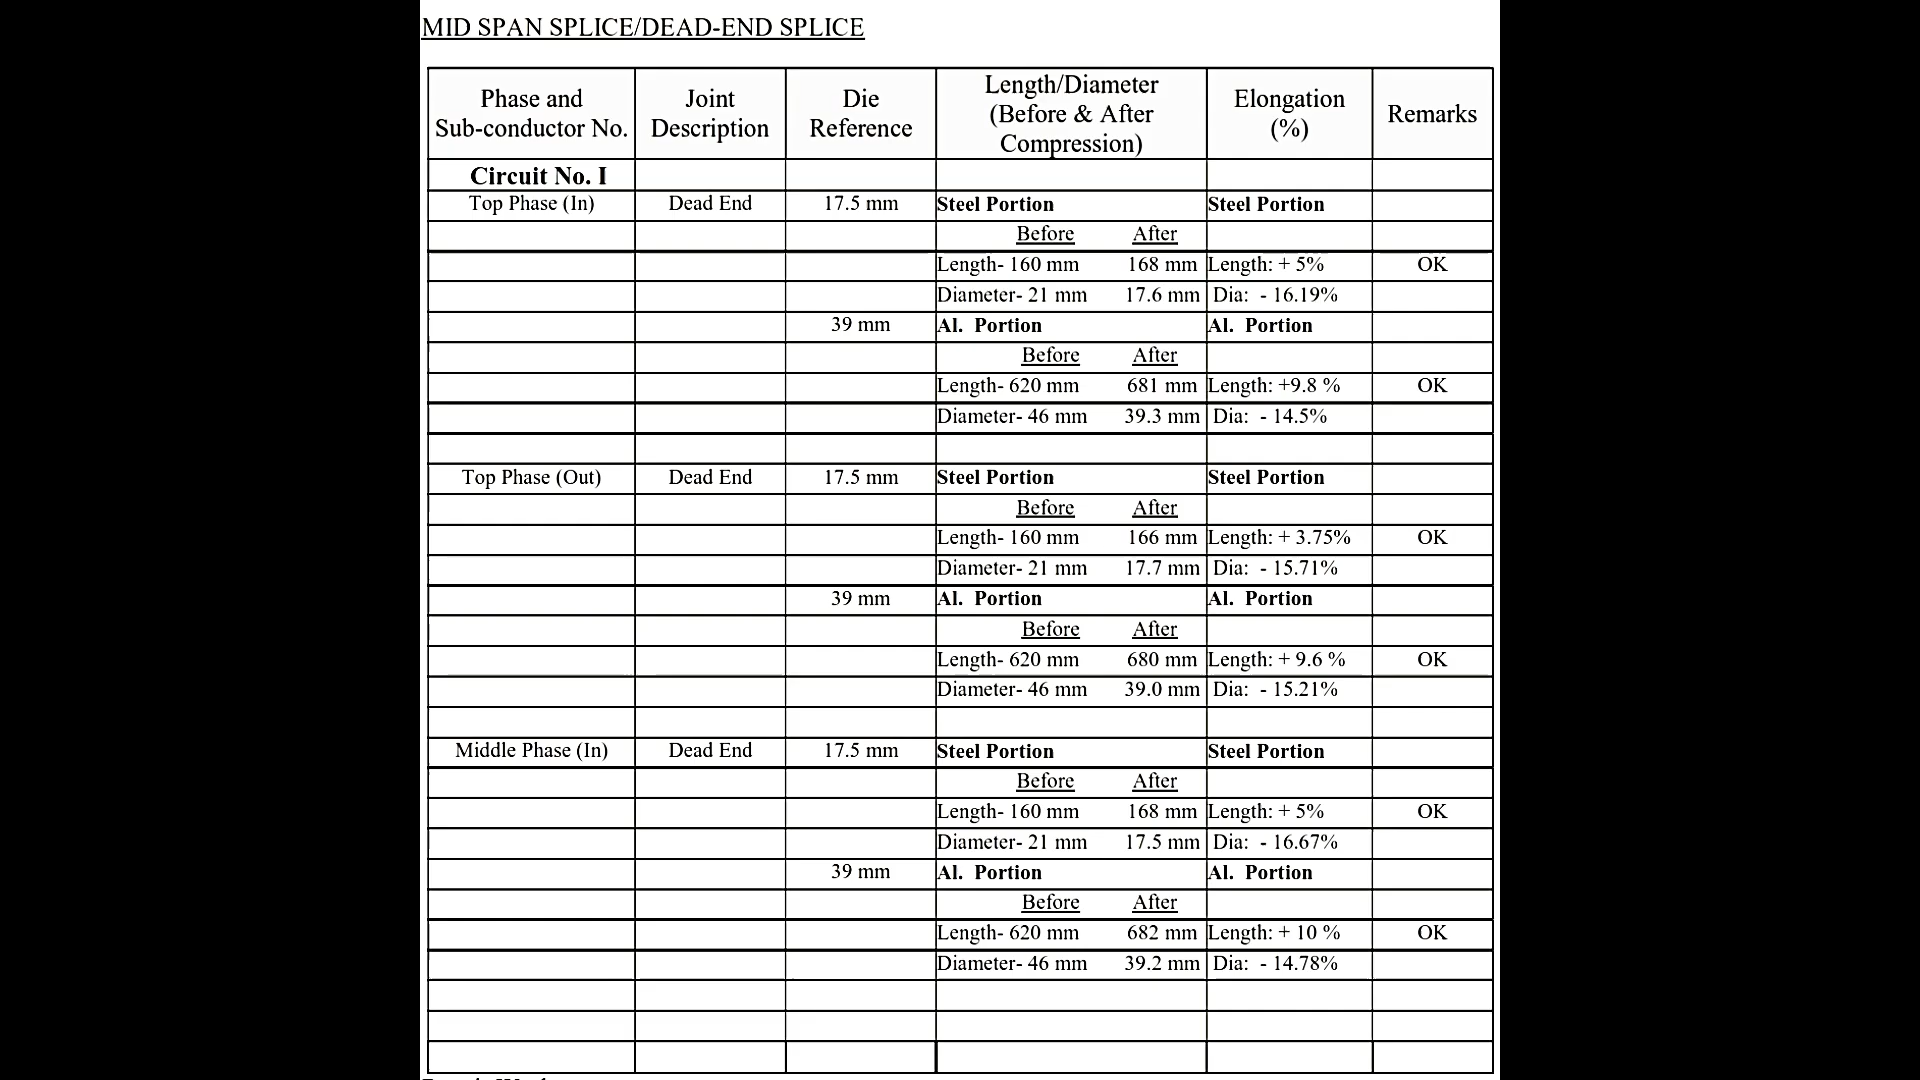 MID SPAN SPLICE/DEAD-END SPLICE
Phase and Sub-conductor No. Joint Description Die Reference Length/Diameter (Before & After Compression) Elongation (%) Remarks
Circuit No. I
Top Phase (In) Dead End 17.5 mm Steel Portion Steel Portion
Before After
Length- 160 mm 168 mm Length: + 5% OK
Diameter- 21 mm 17.6 mm Dia: - 16.19%
39 mm Al. Portion Al. Portion
Before After
Length- 620 mm 681 mm Length: +9.8 % OK
Diameter- 46 mm 39.3 mm Dia: - 14.5%
Top Phase (Out) Dead End 17.5 mm Steel Portion Steel Portion
Before After
Length- 160 mm 166 mm Length: + 3.75% OK
Diameter- 21 mm 17.7 mm Dia: - 15.71%
39 mm Al. Portion Al. Portion
Before After
Length- 620 mm 680 mm Length: + 9.6 % OK
Diameter- 46 mm 39.0 mm Dia: - 15.21%
Middle Phase (In) Dead End 17.5 mm Steel Portion Steel Portion
Before After
Length- 160 mm 168 mm Length: + 5% OK
Diameter- 21 mm 17.5 mm Dia: - 16.67%
39 mm Al. Portion Al. Portion
Before After
Length- 620 mm 682 mm Length: + 10 % OK
Diameter- 46 mm 39.2 mm Dia: - 14.78%